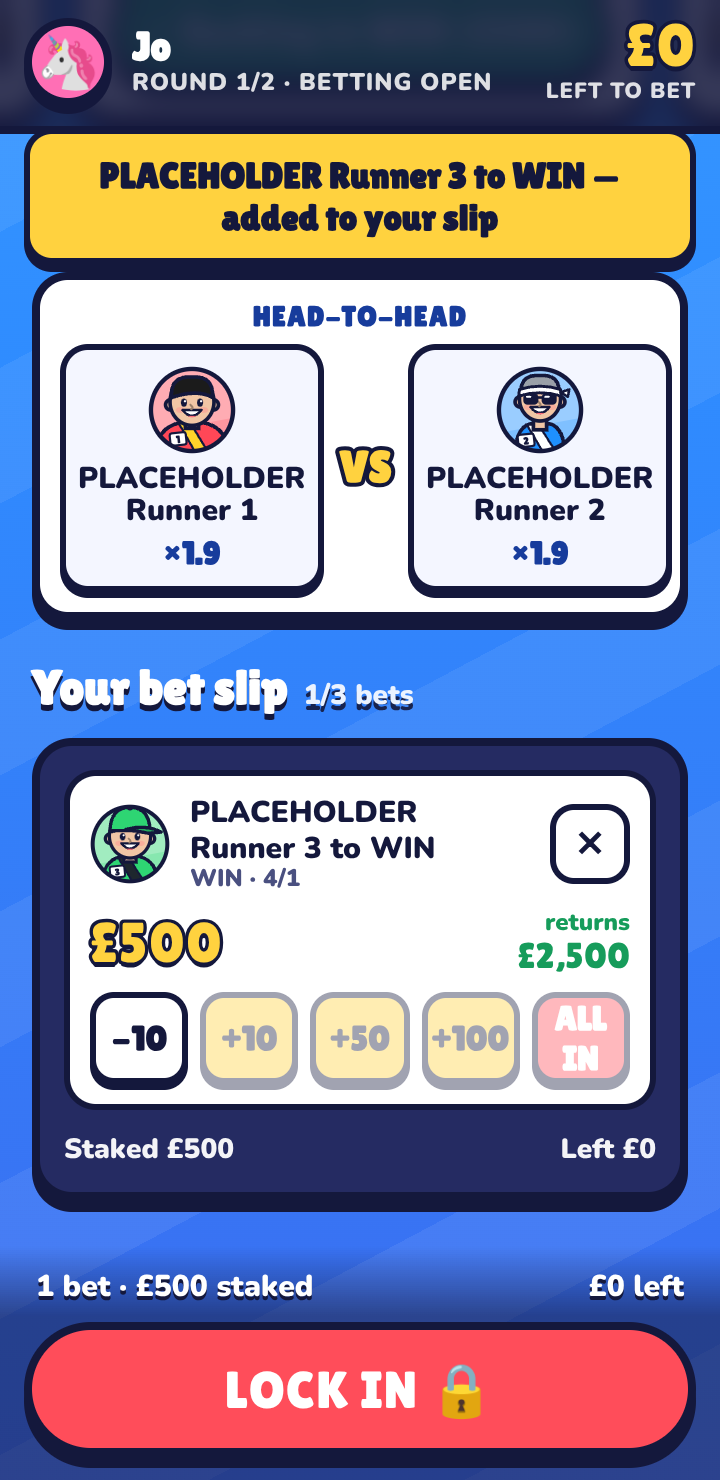 Jo
ROUND 1/2 · BETTING OPEN
£0
LEFT TO BET
PLACEHOLDER Runner 3 to WIN —
added to your slip
HEAD-TO-HEAD
1
PLACEHOLDER
Runner 1
×1.9
VS
2
PLACEHOLDER
Runner 2
×1.9
Your bet slip 1/3 bets
3
PLACEHOLDER
Runner 3 to WIN
WIN · 4/1
✕
£500
returns
£2,500
−10
+10
+50
+100
ALL
IN
Staked £500
Left £0
1 bet · £500 staked
£0 left
LOCK IN 🔒